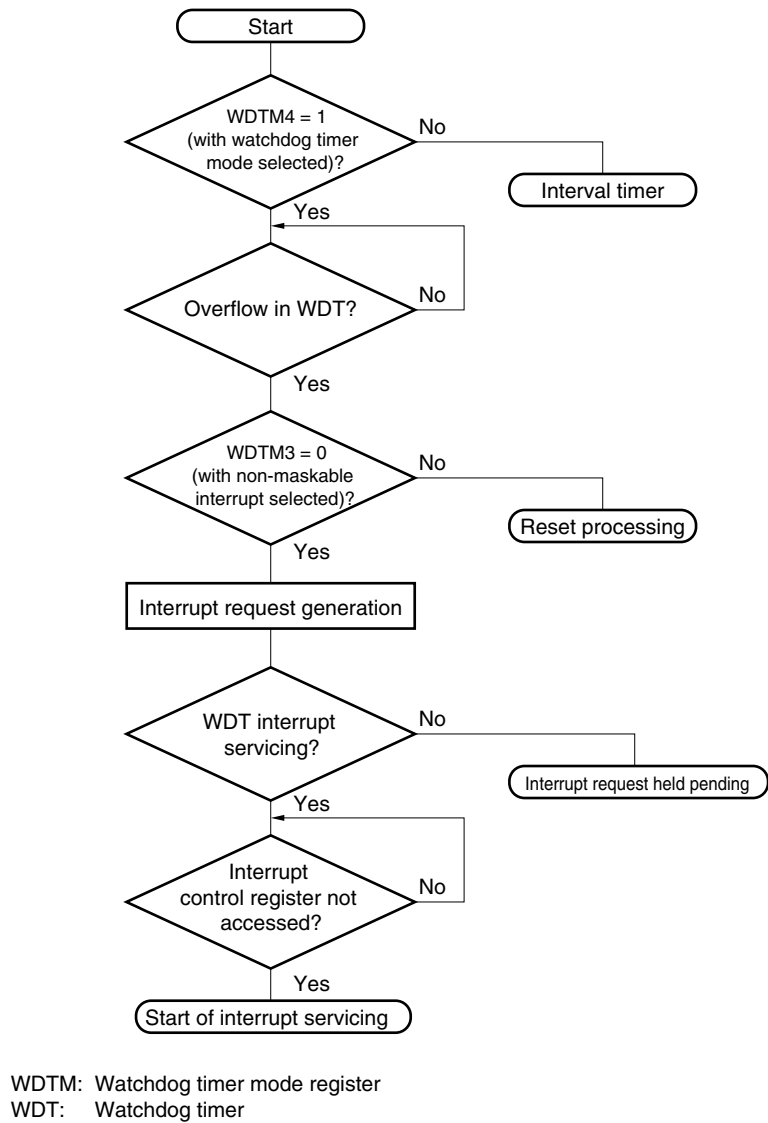 Start
WDTM4 = 1
(with watchdog timer
mode selected)?
No
Interval timer
Yes
Overflow in WDT?
No
Yes
WDTM3 = 0
(with non-maskable
interrupt selected)?
No
Reset processing
Yes
Interrupt request generation
WDT interrupt
servicing?
No
Interrupt request held pending
Yes
Interrupt
control register not
accessed?
No
Yes
Start of interrupt servicing
WDTM: Watchdog timer mode register
WDT: Watchdog timer